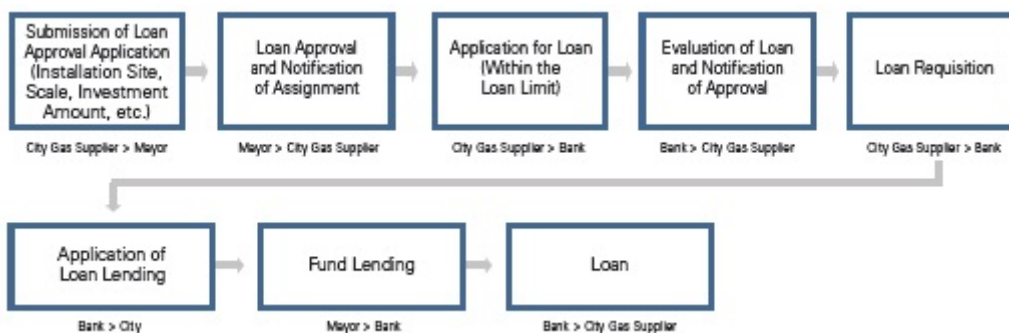 Submission of Loan
Approval Application
(Installation Site,
Scale, Investment
Amount, etc.)
City Gas Supplier > Mayor
Loan Approval
and Notification
of Assignment
Mayor > City Gas Supplier
Application for Loan
(Within the
Loan Limit)
City Gas Supplier > Bank
Evaluation of Loan
and Notification
of Approval
Bank > City Gas Supplier
Loan Requisition
City Gas Supplier > Bank
Application of
Loan Lending
Bank > City
Fund Lending
Mayor > Bank
Loan
Bank > City Gas Supplier